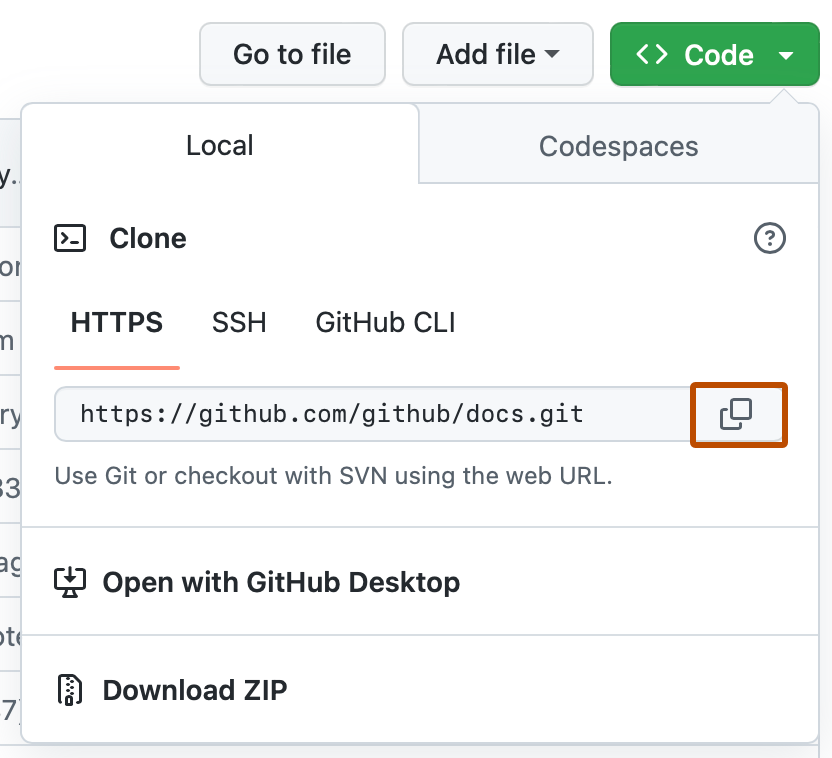 Go to file Add file Code
Local Codespaces
Clone
HTTPS SSH GitHub CLI
https://github.com/github/docs.git
Use Git or checkout with SVN using the web URL.
Open with GitHub Desktop
Download ZIP